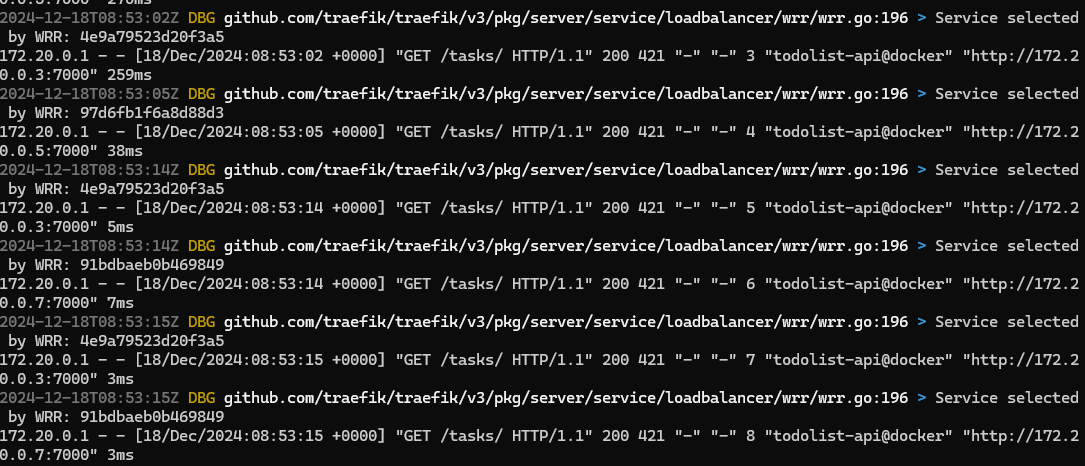 2024-12-18T08:53:02Z DBG github.com/traefik/traefik/v3/pkg/server/service/loadbalancer/wrr/wrr.go:196 > Service selected
by WRR: 4e9a79523d20f3a5
172.20.0.1 - - [18/Dec/2024:08:53:02 +0000] "GET /tasks/ HTTP/1.1" 200 421 "-" "-" 3 "todolist-api@docker" "http://172.2
0.0.3:7000" 259ms
2024-12-18T08:53:05Z DBG github.com/traefik/traefik/v3/pkg/server/service/loadbalancer/wrr/wrr.go:196 > Service selected
by WRR: 97d6fb1f6a8d88d3
172.20.0.1 - - [18/Dec/2024:08:53:05 +0000] "GET /tasks/ HTTP/1.1" 200 421 "-" "-" 4 "todolist-api@docker" "http://172.2
0.0.5:7000" 38ms
2024-12-18T08:53:14Z DBG github.com/traefik/traefik/v3/pkg/server/service/loadbalancer/wrr/wrr.go:196 > Service selected
by WRR: 4e9a79523d20f3a5
172.20.0.1 - - [18/Dec/2024:08:53:14 +0000] "GET /tasks/ HTTP/1.1" 200 421 "-" "-" 5 "todolist-api@docker" "http://172.2
0.0.3:7000" 5ms
2024-12-18T08:53:14Z DBG github.com/traefik/traefik/v3/pkg/server/service/loadbalancer/wrr/wrr.go:196 > Service selected
by WRR: 91bdbaeb0b469849
172.20.0.1 - - [18/Dec/2024:08:53:14 +0000] "GET /tasks/ HTTP/1.1" 200 421 "-" "-" 6 "todolist-api@docker" "http://172.2
0.0.7:7000" 7ms
2024-12-18T08:53:15Z DBG github.com/traefik/traefik/v3/pkg/server/service/loadbalancer/wrr/wrr.go:196 > Service selected
by WRR: 4e9a79523d20f3a5
172.20.0.1 - - [18/Dec/2024:08:53:15 +0000] "GET /tasks/ HTTP/1.1" 200 421 "-" "-" 7 "todolist-api@docker" "http://172.2
0.0.3:7000" 3ms
2024-12-18T08:53:15Z DBG github.com/traefik/traefik/v3/pkg/server/service/loadbalancer/wrr/wrr.go:196 > Service selected
by WRR: 91bdbaeb0b469849
172.20.0.1 - - [18/Dec/2024:08:53:15 +0000] "GET /tasks/ HTTP/1.1" 200 421 "-" "-" 8 "todolist-api@docker" "http://172.2
0.0.7:7000" 3ms